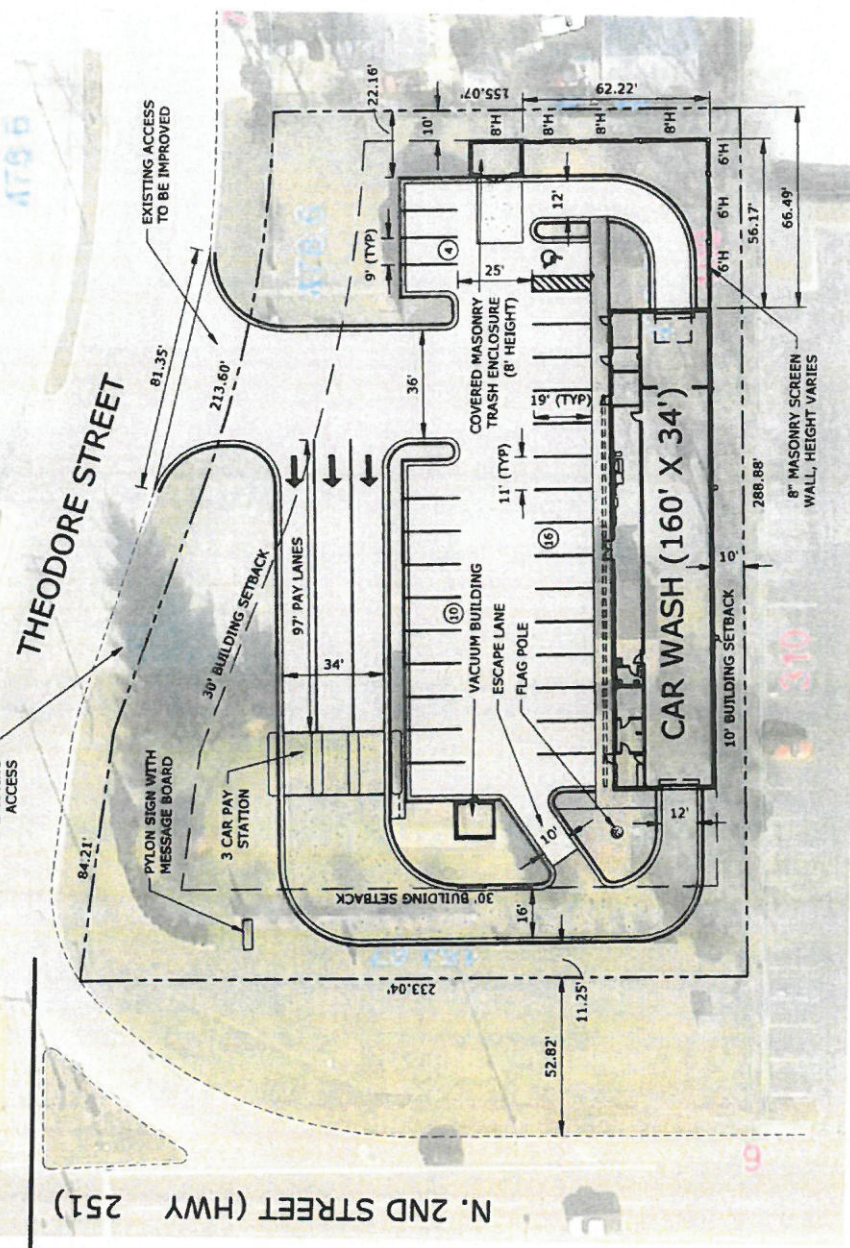 THEODORE STREET
N. 2ND STREET (HWY 251)
ACCESS
EXISTING ACCESS
TO BE IMPROVED
81.35'
213.60'
84.21'
22.16'
155.07'
10'
62.22'
8'H
8'H
8'H
8'H
6'H
6'H
6'H
56.17'
66.49'
9' (TYP)
4
12'
25'
36'
COVERED MASONRY
TRASH ENCLOSURE
(8' HEIGHT)
19' (TYP)
11' (TYP)
16
10
97' PAY LANES
34'
30' BUILDING SETBACK
PYLON SIGN WITH
MESSAGE BOARD
3 CAR PAY
STATION
VACUUM BUILDING
ESCAPE LANE
FLAG POLE
CAR WASH (160' X 34')
10' BUILDING SETBACK
10'
288.88'
8" MASONRY SCREEN
WALL, HEIGHT VARIES
30' BUILDING SETBACK
10'
12'
16'
233.04'
11.25'
52.82'
310
9